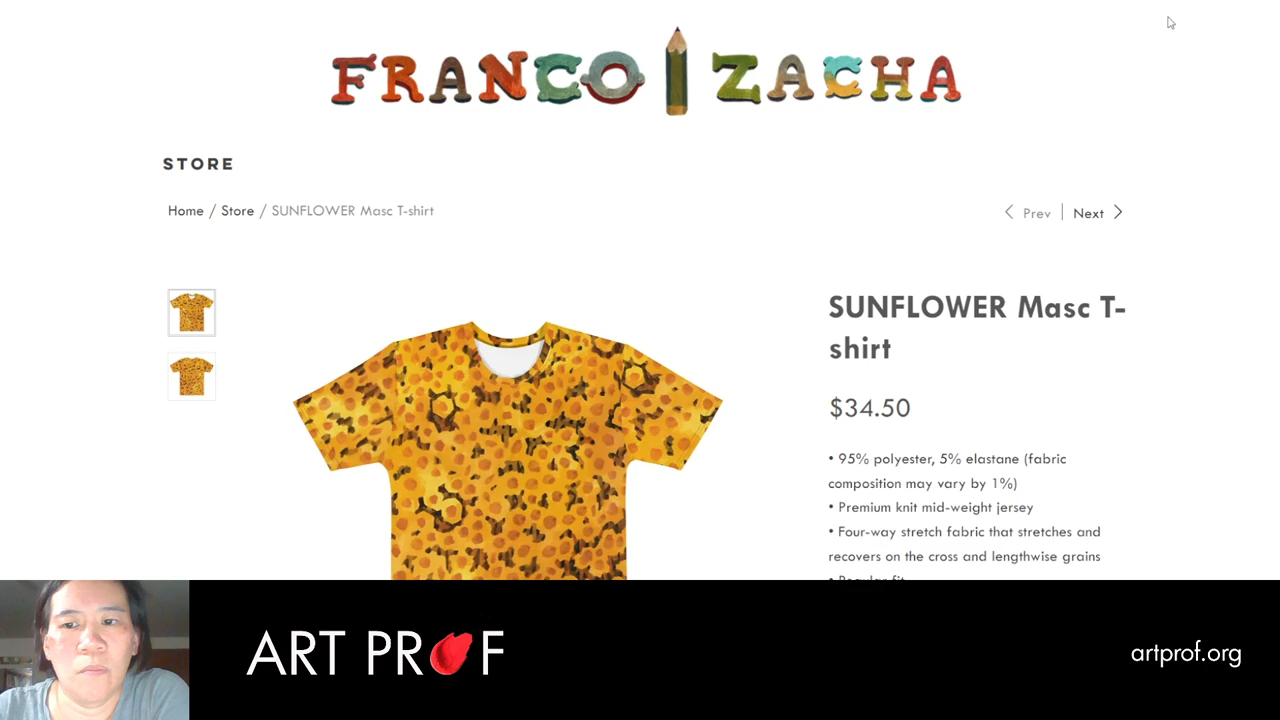 FRANCO ZACHA
STORE
Home / Store / SUNFLOWER Masc T-shirt
Prev | Next
SUNFLOWER Masc T-
shirt
$34.50
• 95% polyester, 5% elastane (fabric
composition may vary by 1%)
• Premium knit mid-weight jersey
• Four-way stretch fabric that stretches and
recovers on the cross and lengthwise grains
• Regular fit
ART PROF
artprof.org